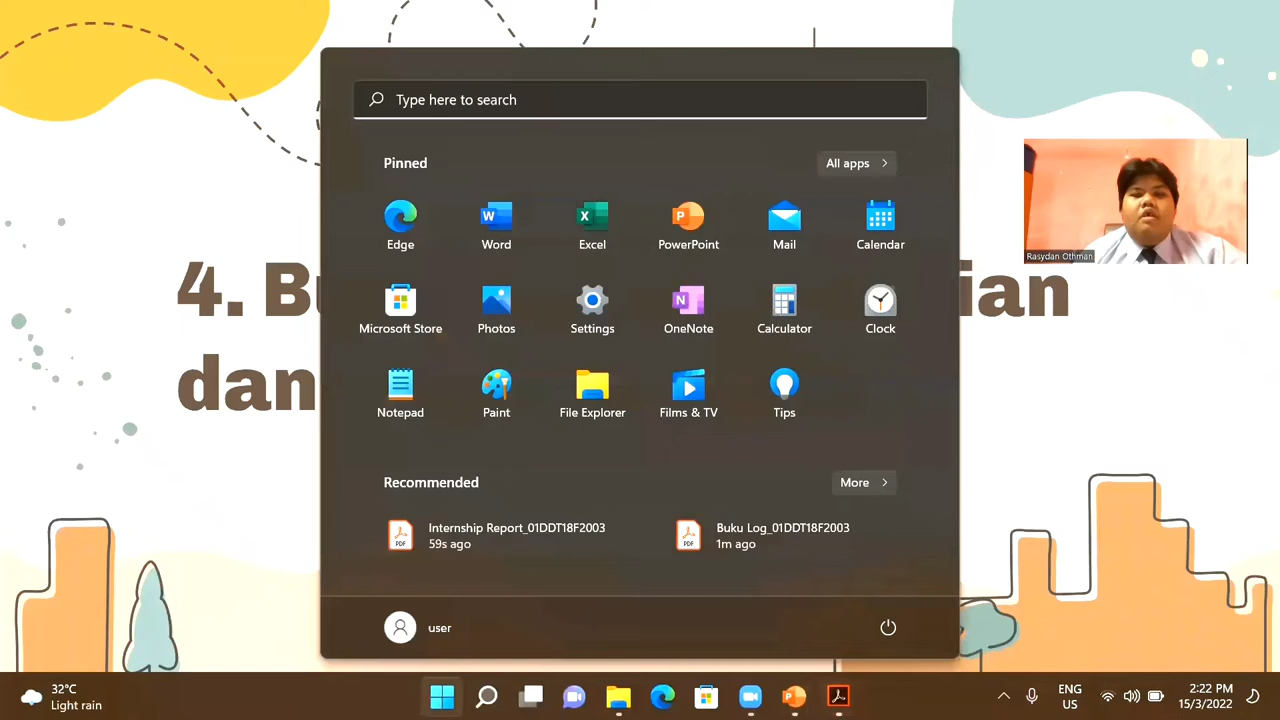 4. B
ian
dan
Type here to search
Pinned
All apps
Edge
Word
Excel
PowerPoint
Mail
Calendar
Microsoft Store
Photos
Settings
OneNote
Calculator
Clock
Notepad
Paint
File Explorer
Films & TV
Tips
Recommended
More
Internship Report_01DDT18F2003
59s ago
Buku Log_01DDT18F2003
1m ago
user
Rasydan Othman
32°C
Light rain
ENG
US
2:22 PM
15/3/2022